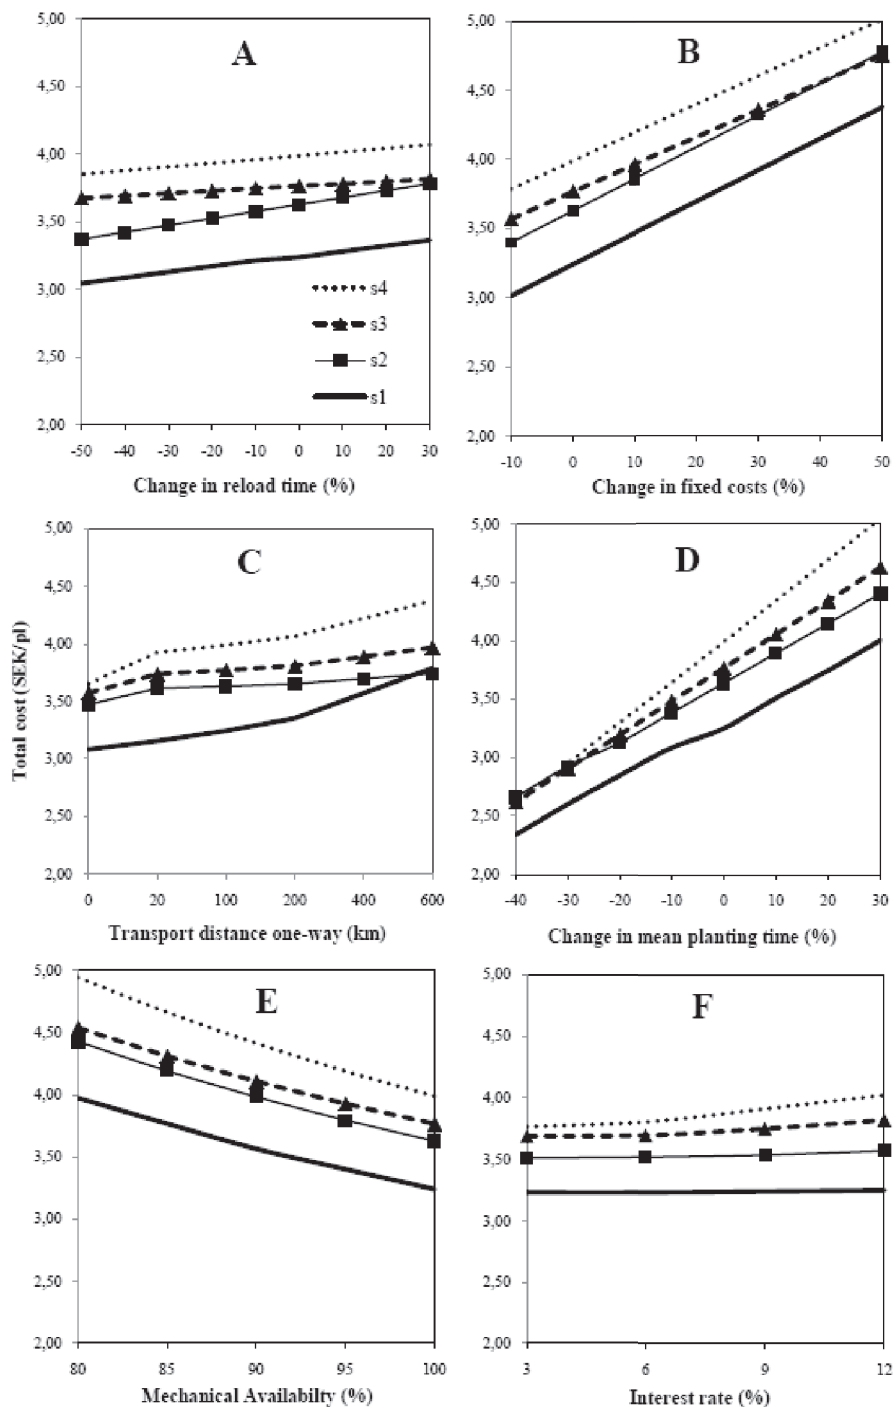 A
5,00
4,50
4,00
3,50
3,00
2,50
2,00
s4
s3
s2
s1
-50 -40 -30 -20 -10 0 10 20 30
Change in reload time (%)
B
5,00
4,50
4,00
3,50
3,00
2,50
2,00
-10 0 10 20 30 40 50
Change in fixed costs (%)
Total cost (SEK/pl)
C
5,00
4,50
4,00
3,50
3,00
2,50
2,00
0 20 100 200 400 600
Transport distance one-way (km)
D
5,00
4,50
4,00
3,50
3,00
2,50
2,00
-40 -30 -20 -10 0 10 20 30
Change in mean planting time (%)
E
5,00
4,50
4,00
3,50
3,00
2,50
2,00
80 85 90 95 100
Mechanical Availabilty (%)
F
5,00
4,50
4,00
3,50
3,00
2,50
2,00
3 6 9 12
Interest rate (%)